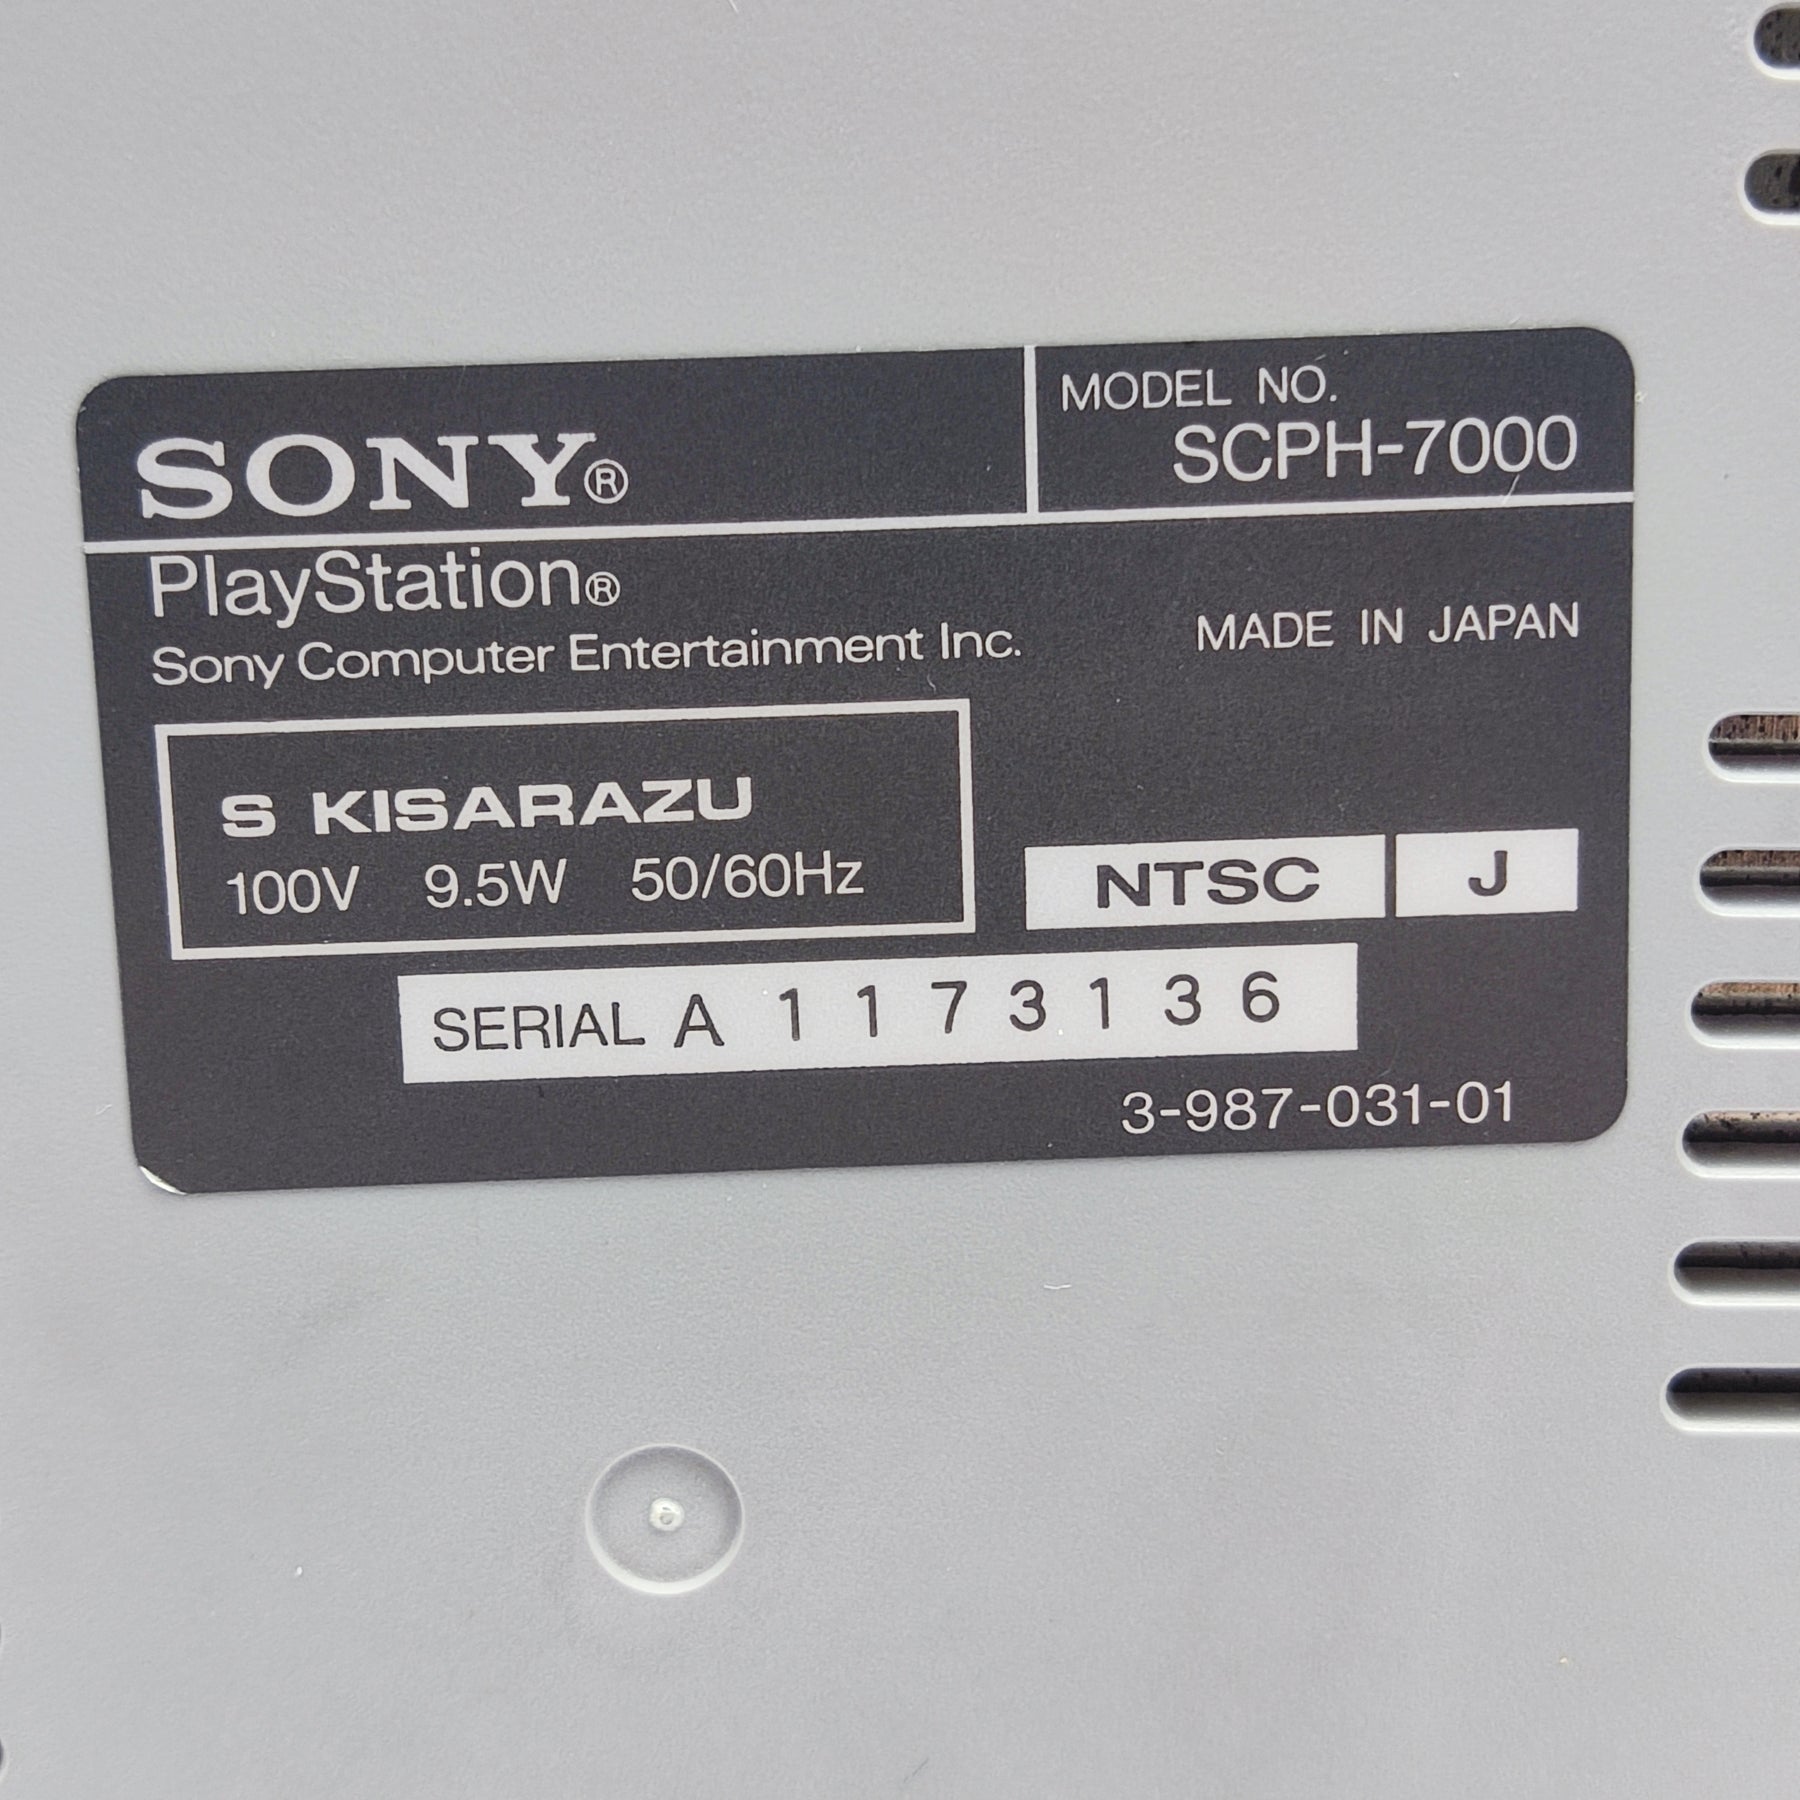 SONY®
MODEL NO.
SCPH-7000
PlayStation®
Sony Computer Entertainment Inc.
MADE IN JAPAN
S KISARAZU
100V 9.5W 50/60Hz
NTSC J
SERIAL A 1 1 7 3 1 3 6
3-987-031-01